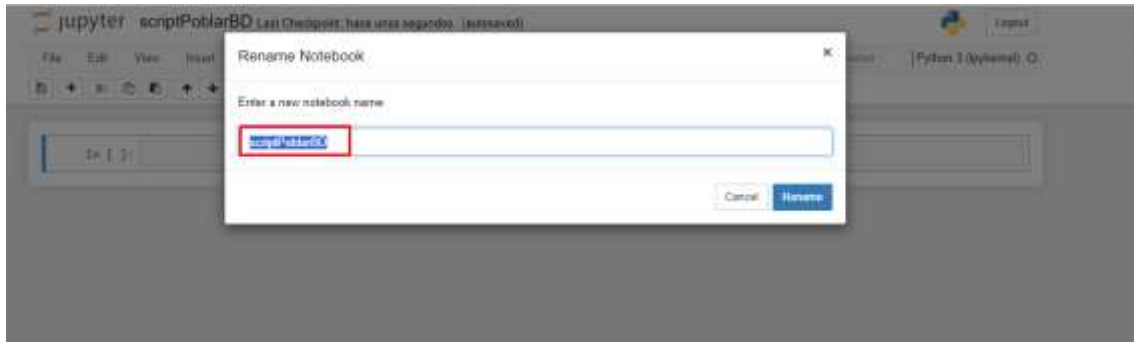 jupyter scriptPoblarBD Last Checkpoint: hace unos segundos (autosaved)
Logout
File Edit View Insert
Python 3 (ipykernel)
Rename Notebook
Enter a new notebook name
scriptPoblarBD
In [ ]:
Cancel Rename